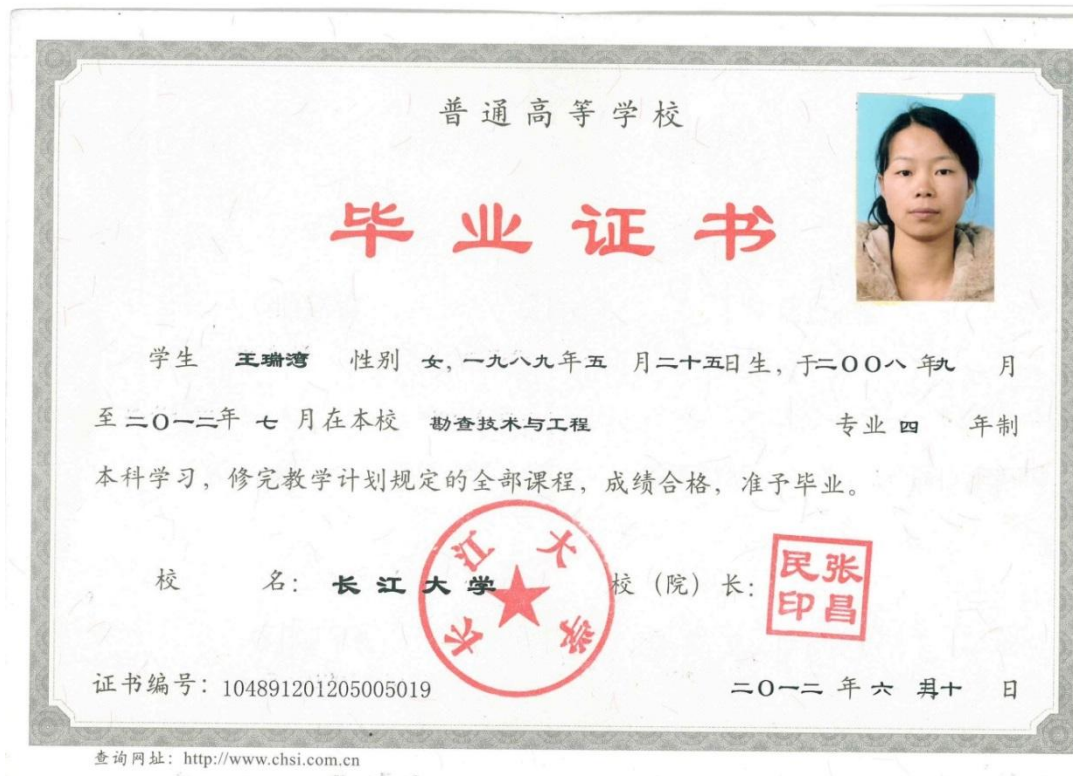 普通高等学校
毕业证书
学生 王瑞湾 性别 女，一九八九年五 月二十五日生，于二〇〇八年九 月
至二〇一二年 七 月在本校 勘查技术与工程 专业 四 年制
本科学习，修完教学计划规定的全部课程，成绩合格，准予毕业。
校 名：长江大学 校（院）长：
长江大学
张昌民印
证书编号：104891201205005019 二〇一二 年 六 月十 日
查询网址：http://www.chsi.com.cn